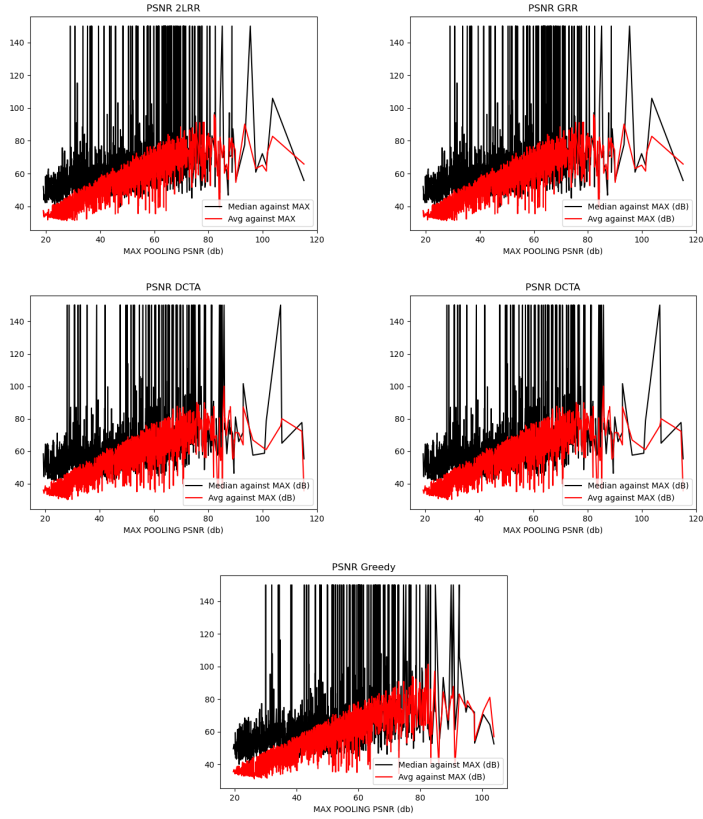 PSNR 2LRR
140
120
100
80
60
40
20 40 60 80 100 120
MAX POOLING PSNR (db)
Median against MAX
Avg against MAX
PSNR GRR
140
120
100
80
60
40
20 40 60 80 100 120
MAX POOLING PSNR (db)
Median against MAX (dB)
Avg against MAX (dB)
PSNR DCTA
140
120
100
80
60
40
20 40 60 80 100 120
MAX POOLING PSNR (db)
Median against MAX (dB)
Avg against MAX (dB)
PSNR DCTA
140
120
100
80
60
40
20 40 60 80 100 120
MAX POOLING PSNR (db)
Median against MAX (dB)
Avg against MAX (dB)
PSNR Greedy
140
120
100
80
60
40
20 40 60 80 100
MAX POOLING PSNR (db)
Median against MAX (dB)
Avg against MAX (dB)